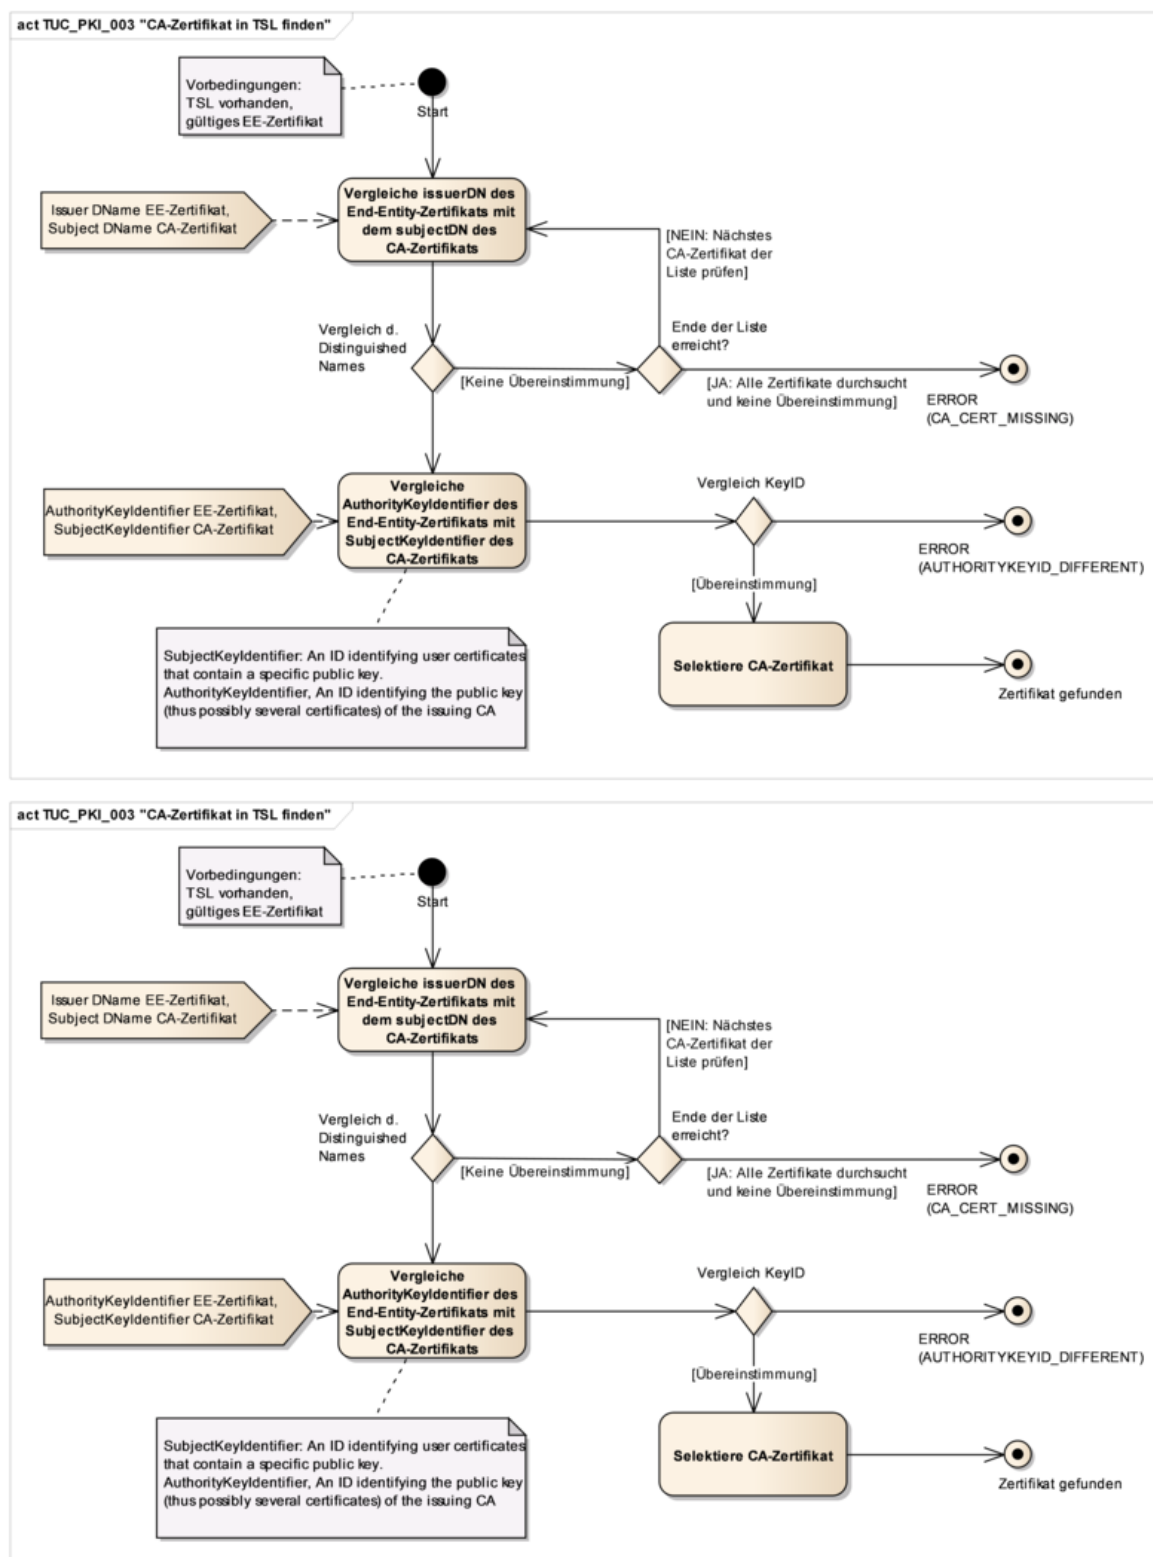 act TUC_PKI_003 "CA-Zertifikat in TSL finden"
Vorbedingungen:
TSL vorhanden,
gültiges EE-Zertifikat
Start
Issuer DName EE-Zertifikat,
Subject DName CA-Zertifikat
Vergleiche issuerDN des
End-Entity-Zertifikats mit
dem subjectDN des
CA-Zertifikats
[NEIN: Nächstes
CA-Zertifikat der
Liste prüfen]
Vergleich d.
Distinguished
Names
[Keine Übereinstimmung]
Ende der Liste
erreicht?
[JA: Alle Zertifikate durchsucht
und keine Übereinstimmung]
ERROR
(CA_CERT_MISSING)
AuthorityKeyIdentifier EE-Zertifikat,
SubjectKeyIdentifier CA-Zertifikat
Vergleiche
AuthorityKeyIdentifier des
End-Entity-Zertifikats mit
SubjectKeyIdentifier des
CA-Zertifikats
Vergleich KeyID
ERROR
(AUTHORITYKEYID_DIFFERENT)
[Übereinstimmung]
Selektiere CA-Zertifikat
Zertifikat gefunden
SubjectKeyIdentifier: An ID identifying user certificates
that contain a specific public key.
AuthorityKeyIdentifier, An ID identifying the public key
(thus possibly several certificates) of the issuing CA
act TUC_PKI_003 "CA-Zertifikat in TSL finden"
Vorbedingungen:
TSL vorhanden,
gültiges EE-Zertifikat
Start
Issuer DName EE-Zertifikat,
Subject DName CA-Zertifikat
Vergleiche issuerDN des
End-Entity-Zertifikats mit
dem subjectDN des
CA-Zertifikats
[NEIN: Nächstes
CA-Zertifikat der
Liste prüfen]
Vergleich d.
Distinguished
Names
[Keine Übereinstimmung]
Ende der Liste
erreicht?
[JA: Alle Zertifikate durchsucht
und keine Übereinstimmung]
ERROR
(CA_CERT_MISSING)
AuthorityKeyIdentifier EE-Zertifikat,
SubjectKeyIdentifier CA-Zertifikat
Vergleiche
AuthorityKeyIdentifier des
End-Entity-Zertifikats mit
SubjectKeyIdentifier des
CA-Zertifikats
Vergleich KeyID
ERROR
(AUTHORITYKEYID_DIFFERENT)
[Übereinstimmung]
Selektiere CA-Zertifikat
Zertifikat gefunden
SubjectKeyIdentifier: An ID identifying user certificates
that contain a specific public key.
AuthorityKeyIdentifier, An ID identifying the public key
(thus possibly several certificates) of the issuing CA